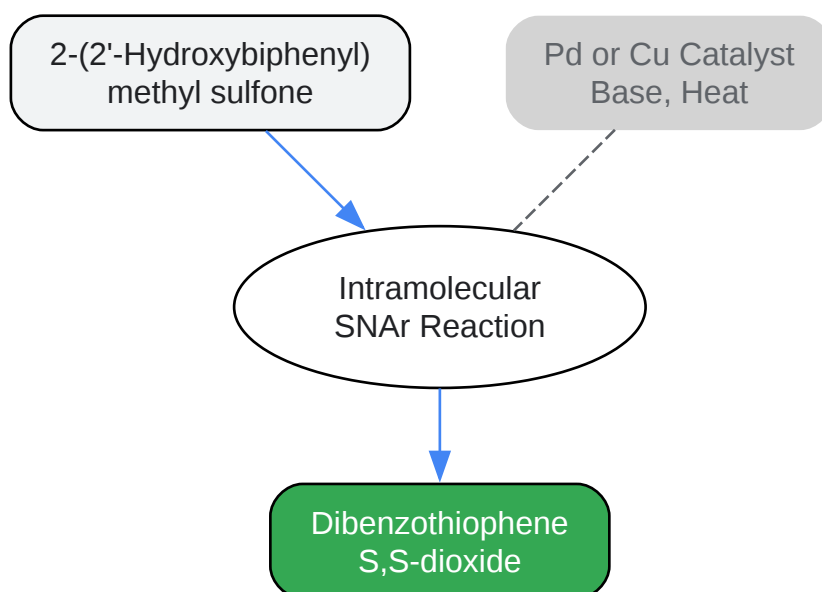 2-(2'-Hydroxybiphenyl)
methyl sulfone
Pd or Cu Catalyst
Base, Heat
Intramolecular
SNAr Reaction
Dibenzothiophene
S,S-dioxide